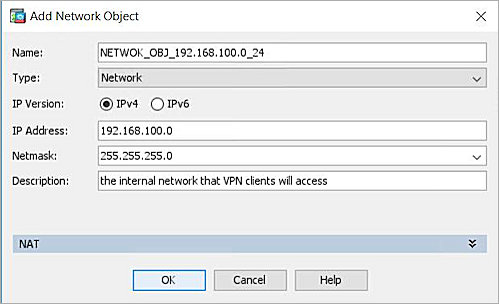 Add Network Object
Name: NETWOK_OBJ_192.168.100.0_24
Type: Network
IP Version: IPv4 IPv6
IP Address: 192.168.100.0
Netmask: 255.255.255.0
Description: the internal network that VPN clients will access
NAT
OK Cancel Help